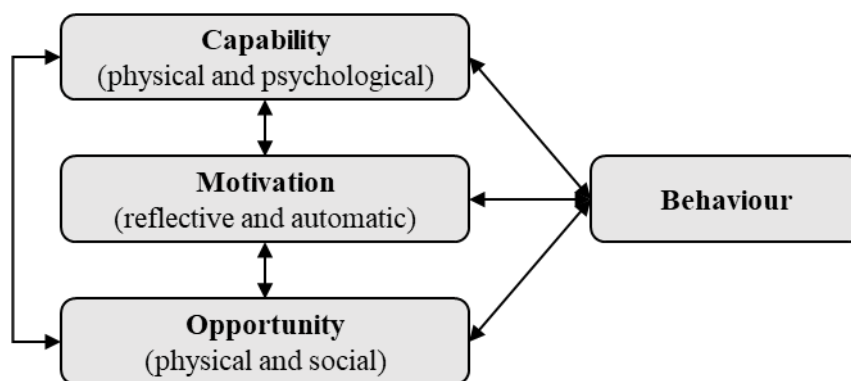 Capability
(physical and psychological)
Motivation
(reflective and automatic)
Behaviour
Opportunity
(physical and social)